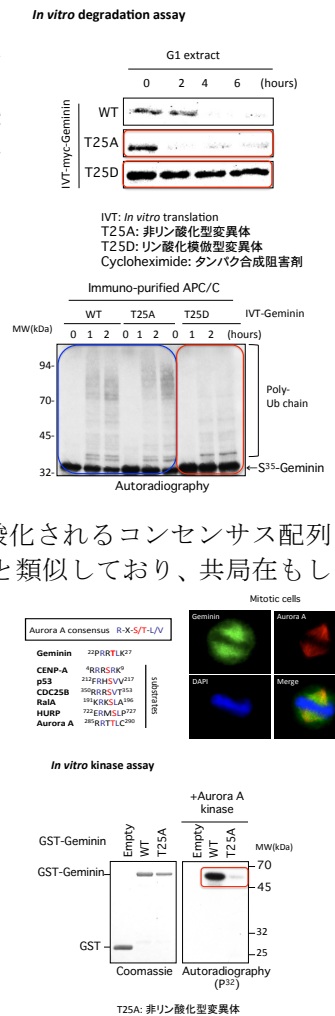 In vitro degradation assay
G1 extract
0 2 4 6 (hours)
IVT-myc-Geminin
WT
T25A
T25D
IVT: In vitro translation
T25A: 非リン酸化型変異体
T25D: リン酸化模倣型変異体
Cycloheximide: タンパク合成阻害剤
Immuno-purified APC/C
WT T25A T25D IVT-Geminin
MW(kDa) 0 1 2 0 1 2 0 1 2 (hours)
94-
70-
45-
32-
Poly-
Ub chain
←S35-Geminin
Autoradiography
酸化されるコンセンサス配列
と類似しており、共局在もし
Mitotic cells
Geminin Aurora A
DAPI Merge
Aurora A consensus R-X-S/T-L/V
Geminin 22PRRTLK27
CENP-A 4RRRSRK9
p53 212FRHSVV217
CDC25B 350RRRSVT353
RalA 191KRKSLA196
HURP 722ERMSLP727
Aurora A 285RRTTLC290
substrates
In vitro kinase assay
+Aurora A
kinase
GST-Geminin Empty WT T25A Empty WT T25A MW(kDa)
GST-Geminin
GST
70
45
32
25
Coomassie Autoradiography
(P32)
T25A: 非リン酸化型変異体